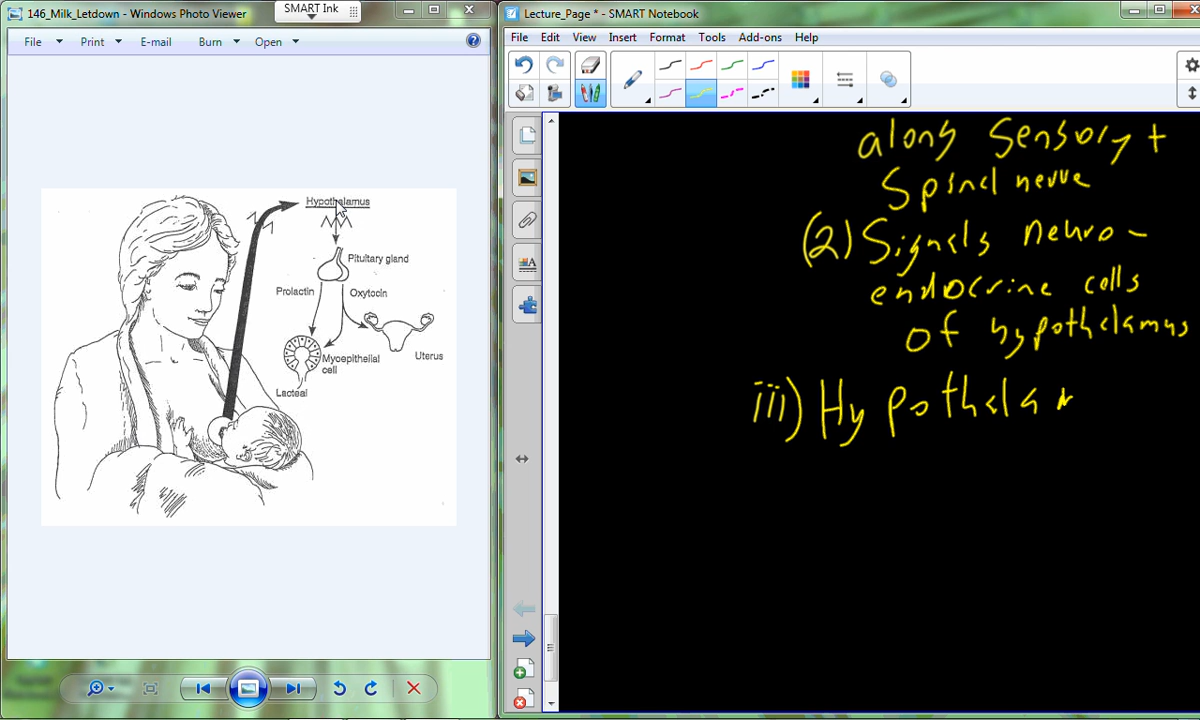 146_Milk_Letdown - Windows Photo Viewer
SMART Ink
File Print E-mail Burn Open
Hypothalamus
Pituitary gland
Prolactin Oxytocin
Myoepithelial
cell
Uterus
Lacteal
Lecture_Page * - SMART Notebook
File Edit View Insert Format Tools Add-ons Help
along Sensory +
Spinal nerve
(2) Signals neuro -
endocrine cells
of hypothalamus
iii) Hypothala